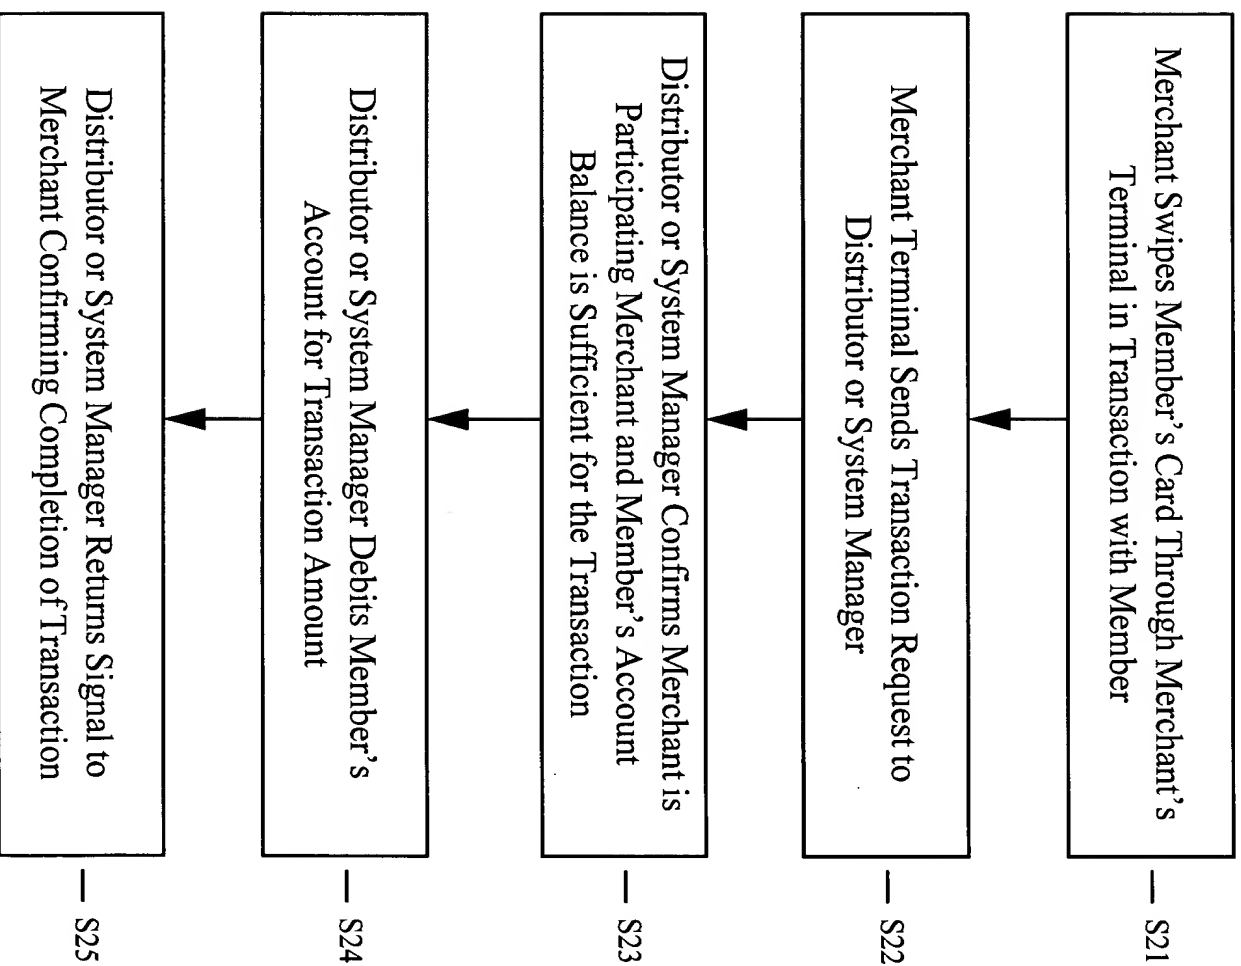 Merchant Swipes Member's Card Through Merchant's
Terminal in Transaction with Member
S21
Merchant Terminal Sends Transaction Request to
Distributor or System Manager
S22
Distributor or System Manager Confirms Merchant is
Participating Merchant and Member's Account
Balance is Sufficient for the Transaction
S23
Distributor or System Manager Debits Member's
Account for Transaction Amount
S24
Distributor or System Manager Returns Signal to
Merchant Confirming Completion of Transaction
S25